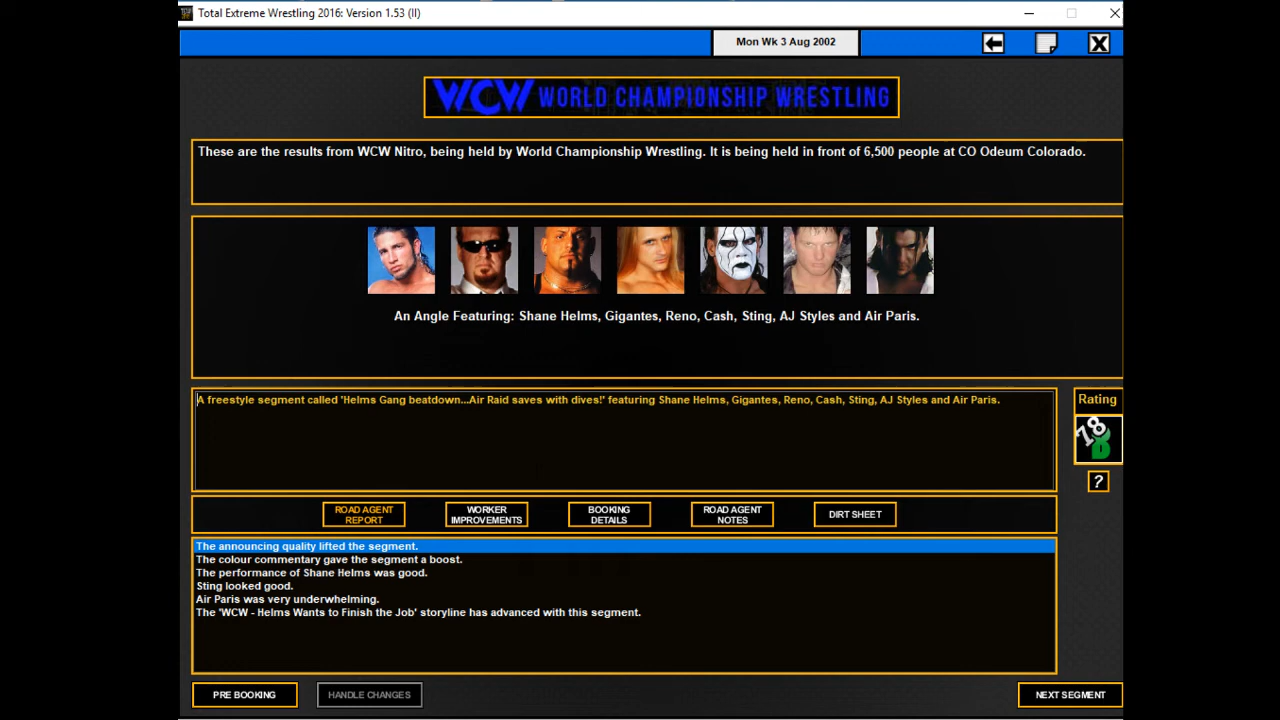 Total Extreme Wrestling 2016: Version 1.53 (II)
Mon Wk 3 Aug 2002
WCW WORLD CHAMPIONSHIP WRESTLING
These are the results from WCW Nitro, being held by World Championship Wrestling. It is being held in front of 6,500 people at CO Odeum Colorado.
An Angle Featuring: Shane Helms, Gigantes, Reno, Cash, Sting, AJ Styles and Air Paris.
A freestyle segment called 'Helms Gang beatdown...Air Raid saves with dives!' featuring Shane Helms, Gigantes, Reno, Cash, Sting, AJ Styles and Air Paris.
Rating
78
?
ROAD AGENT
REPORT
WORKER
IMPROVEMENTS
BOOKING
DETAILS
ROAD AGENT
NOTES
DIRT SHEET
The announcing quality lifted the segment.
The colour commentary gave the segment a boost.
The performance of Shane Helms was good.
Sting looked good.
Air Paris was very underwhelming.
The 'WCW - Helms Wants to Finish the Job' storyline has advanced with this segment.
PRE BOOKING
HANDLE CHANGES
NEXT SEGMENT